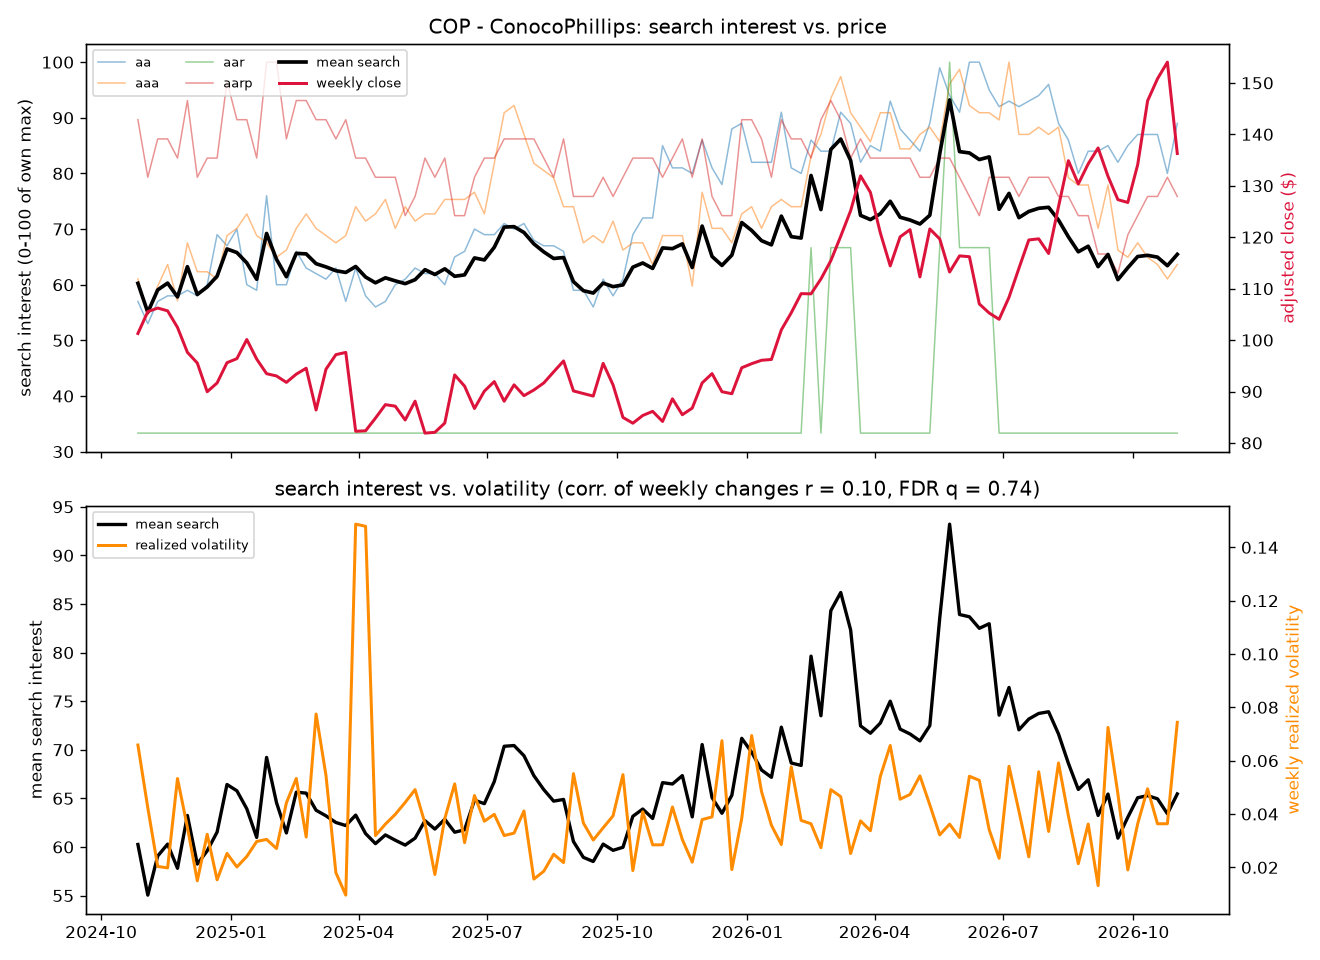 COP - ConocoPhillips: search interest vs. price
aa
aaa
aar
aarp
mean search
weekly close
search interest (0-100 of own max)
100
90
80
70
60
50
40
30
150
140
130
120
110
100
90
80
adjusted close ($)
search interest vs. volatility (corr. of weekly changes r = 0.10, FDR q = 0.74)
mean search
realized volatility
mean search interest
95
90
85
80
75
70
65
60
55
0.14
0.12
0.10
0.08
0.06
0.04
0.02
weekly realized volatility
2024-10
2025-01
2025-04
2025-07
2025-10
2026-01
2026-04
2026-07
2026-10